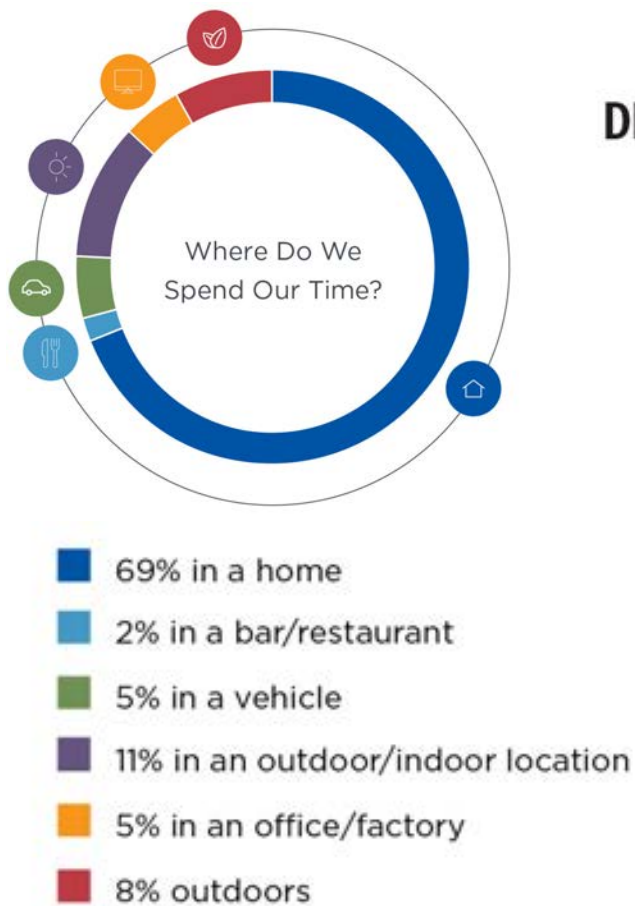 Where Do We
Spend Our Time?
69% in a home
2% in a bar/restaurant
5% in a vehicle
11% in an outdoor/indoor location
5% in an office/factory
8% outdoors